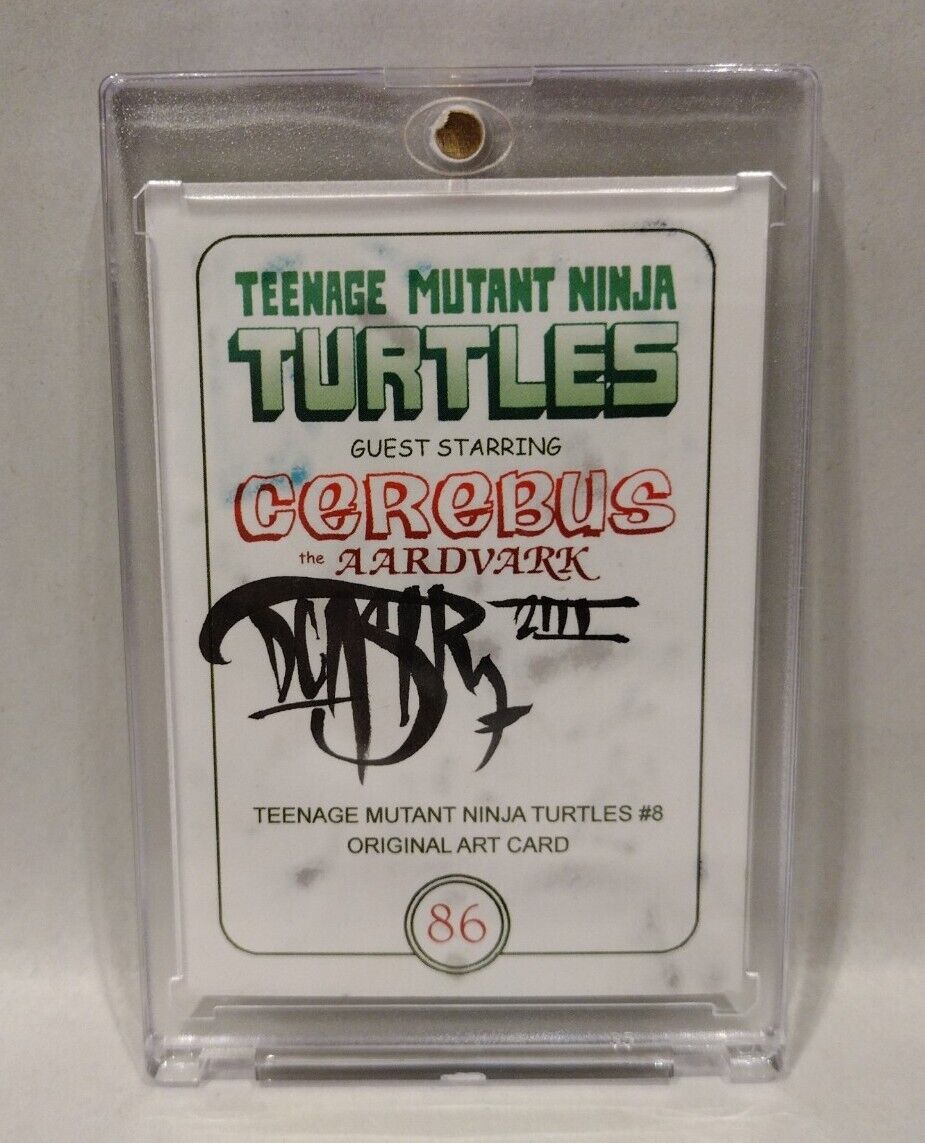 TEENAGE MUTANT NINJA
TURTLES
GUEST STARRING
CEREBUS
the AARDVARK
TEENAGE MUTANT NINJA TURTLES #8
ORIGINAL ART CARD
86